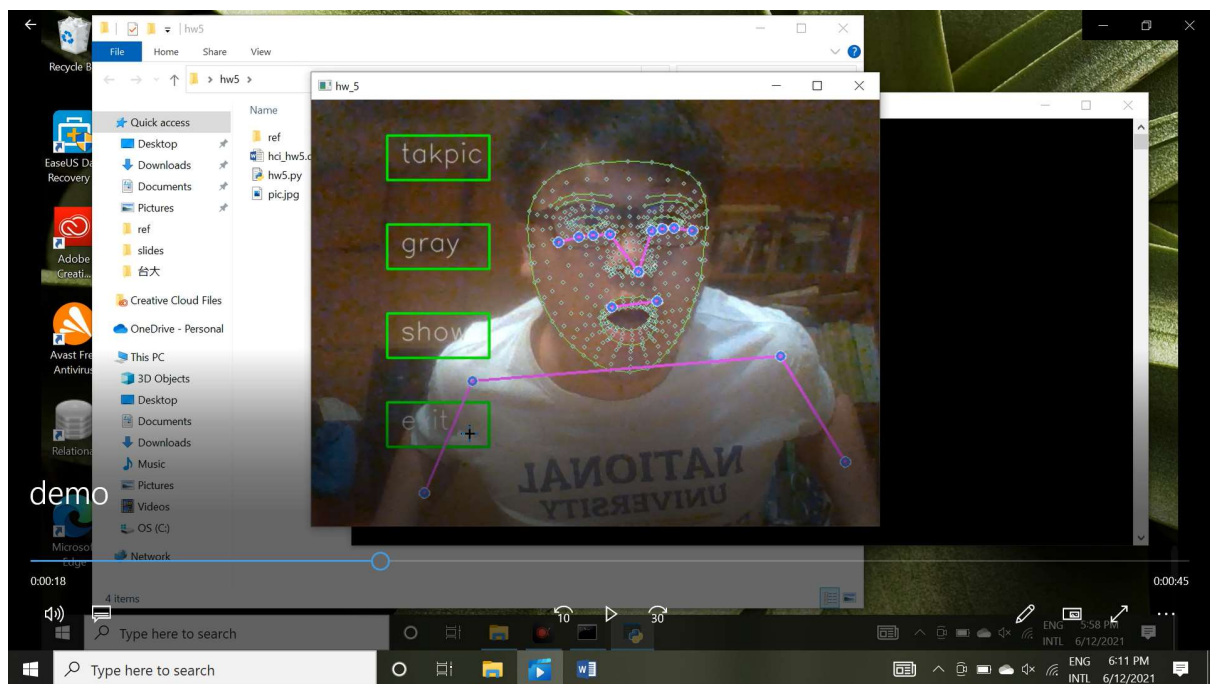 hw5
File Home Share View
Recycle B
hw5
hw_5
Name
Quick access
ref
Desktop
hci_hw5.
EaseUS Da
Recovery
Downloads
hw5.py
Documents
pic.jpg
Pictures
ref
slides
台大
Adobe
Creati...
Creative Cloud Files
OneDrive - Personal
Avast Fre
Antivirus
This PC
3D Objects
Desktop
Documents
Downloads
Relationa
Music
Pictures
Videos
OS (C:)
Microsof
Edge
Network
4 items
takpic
gray
show
NATIONAL
UNIVERSITY
demo
0:00:18
0:00:45
10
30
Type here to search
ENG
INTL
5:58 PM
6/12/2021
Type here to search
ENG
INTL
6:11 PM
6/12/2021